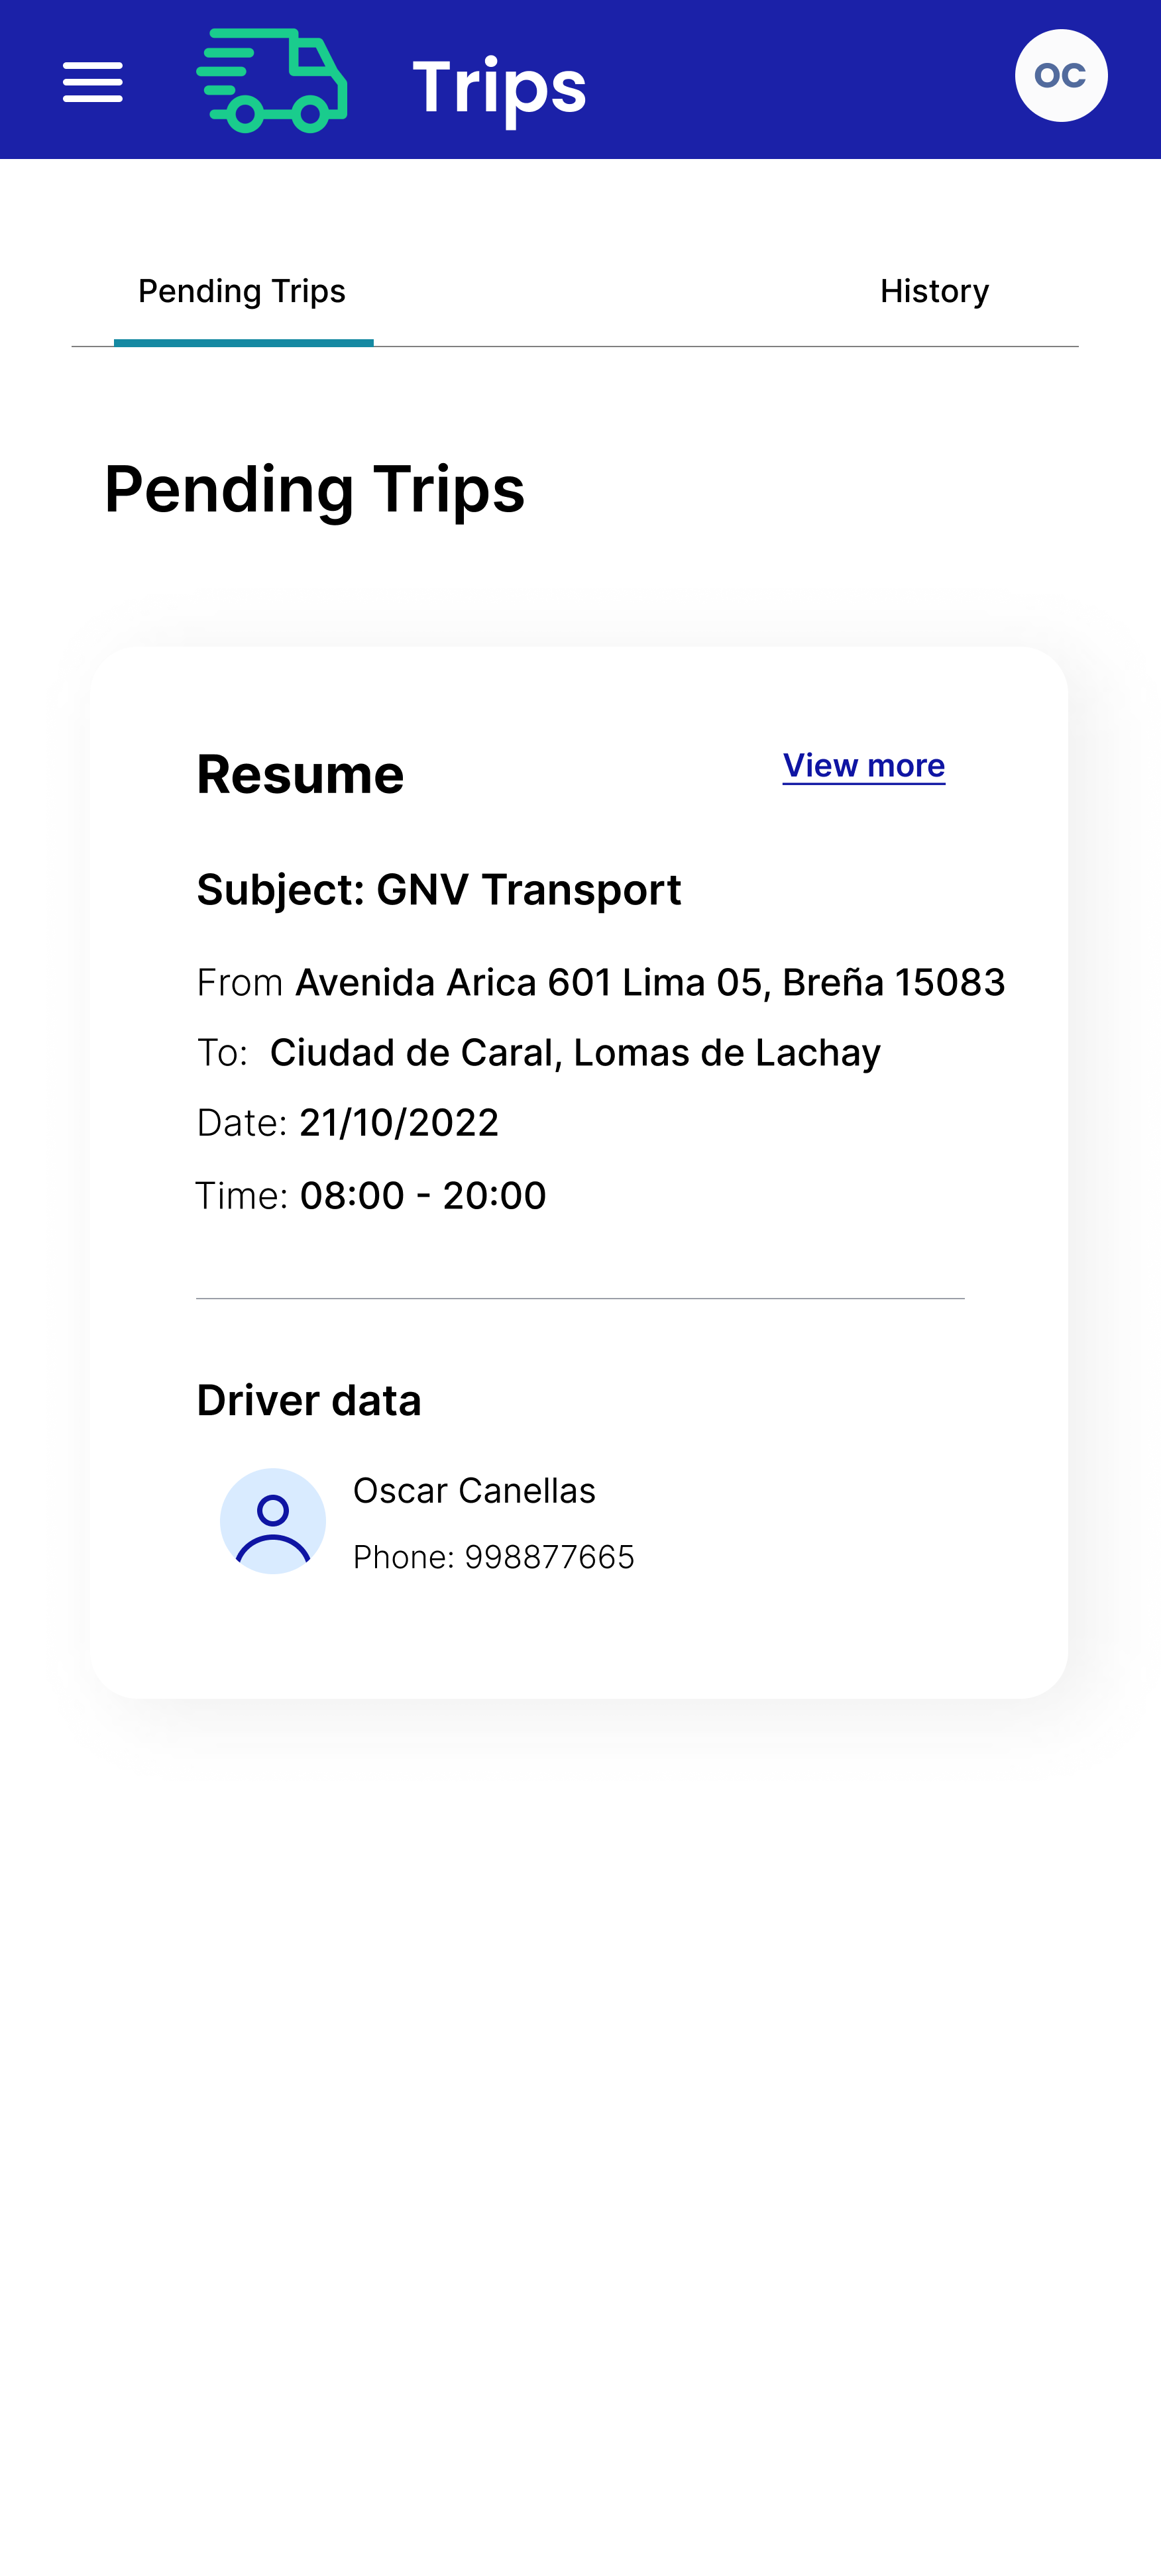 Trips
OC
Pending Trips
History
Pending Trips
Resume
View more
Subject: GNV Transport
From Avenida Arica 601 Lima 05, Breña 15083
To: Ciudad de Caral, Lomas de Lachay
Date: 21/10/2022
Time: 08:00 - 20:00
Driver data
Oscar Canellas
Phone: 998877665